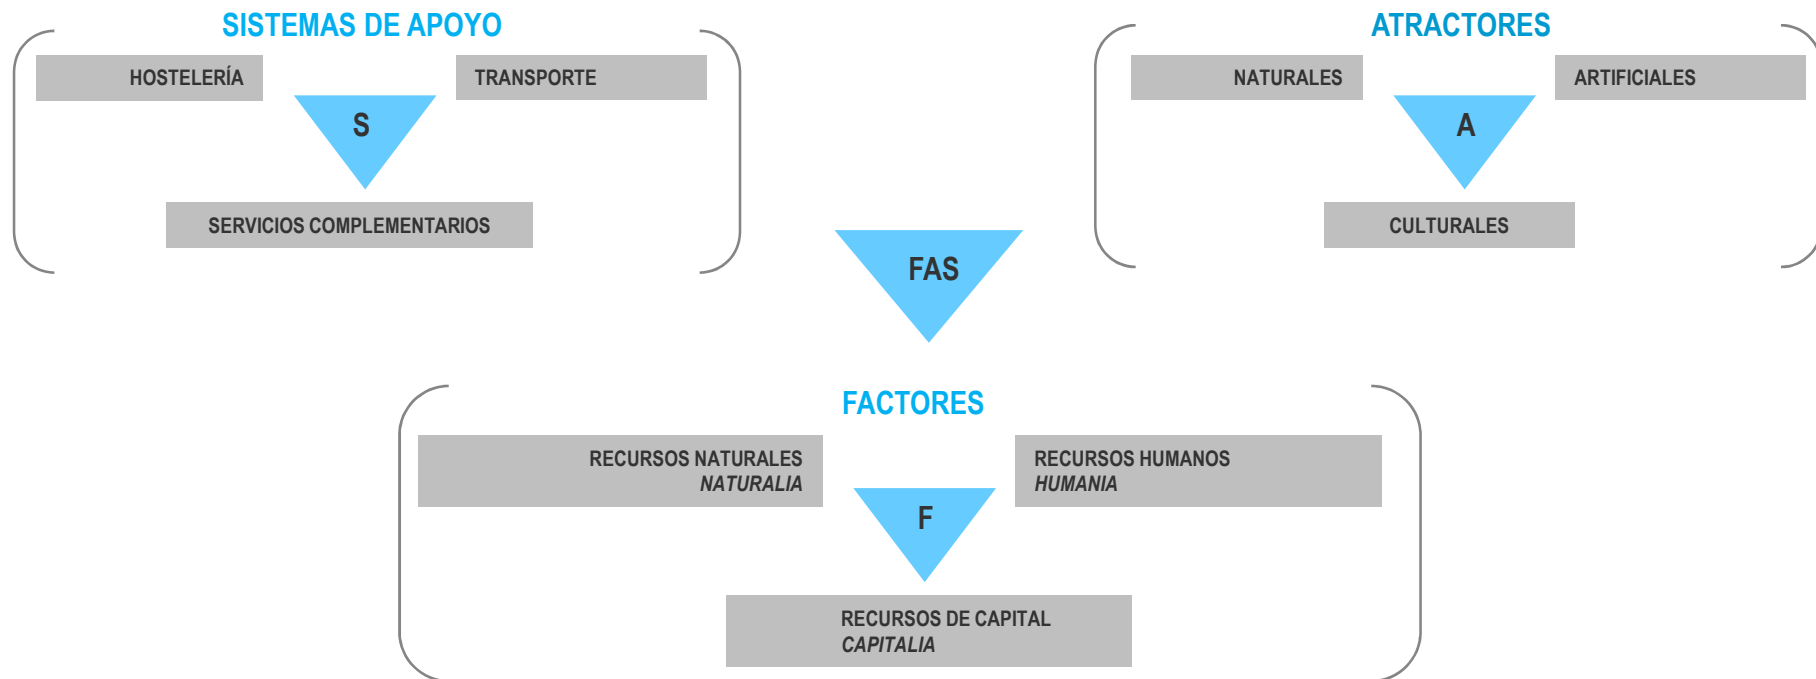 SISTEMAS DE APOYO
HOSTELERÍA
TRANSPORTE
S
SERVICIOS COMPLEMENTARIOS
ATRACTORES
NATURALES
ARTIFICIALES
A
CULTURALES
FAS
FACTORES
RECURSOS NATURALES
NATURALIA
RECURSOS HUMANOS
HUMANIA
F
RECURSOS DE CAPITAL
CAPITALIA